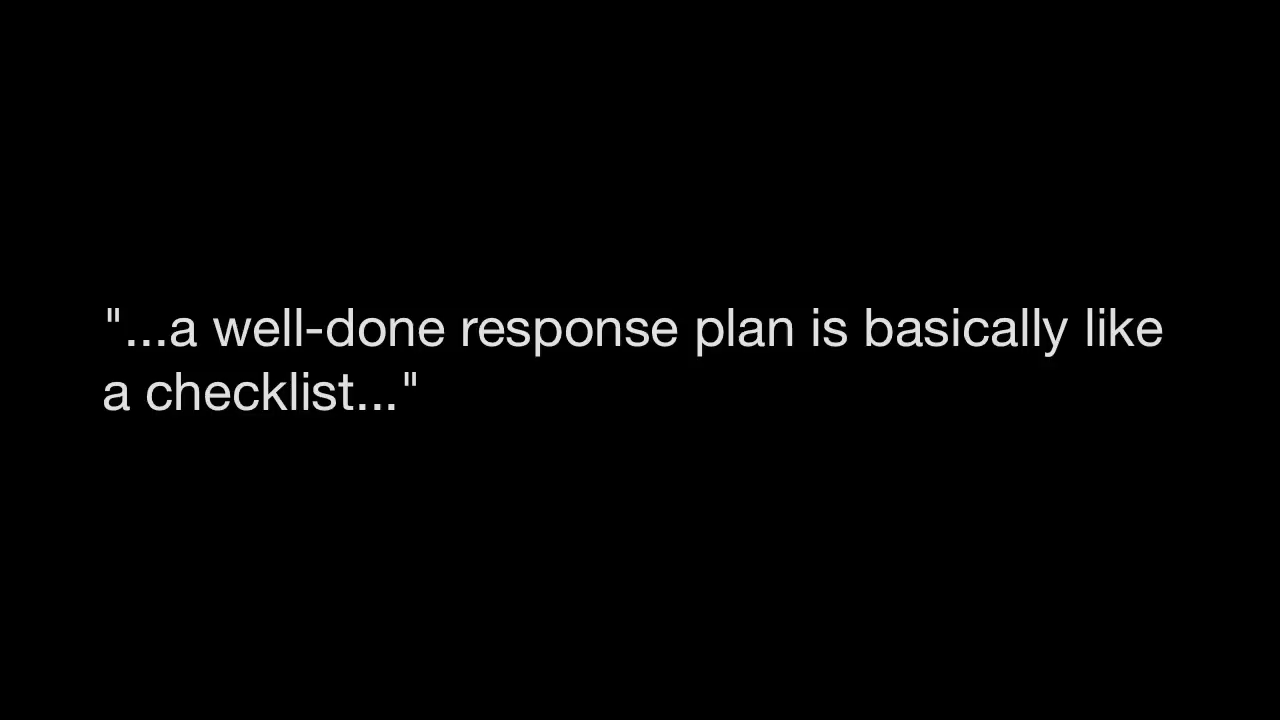 "...a well-done response plan is basically like
a checklist..."